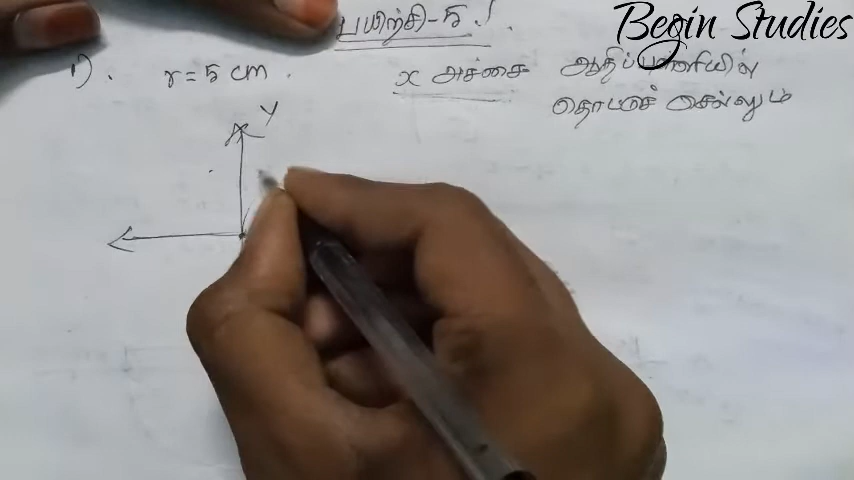 Begin Studies
பயிற்சி-5.1.
1). r = 5 cm. x அச்சை ஆதிப்புள்ளியில்
தொட்டுச் செல்லும்
y